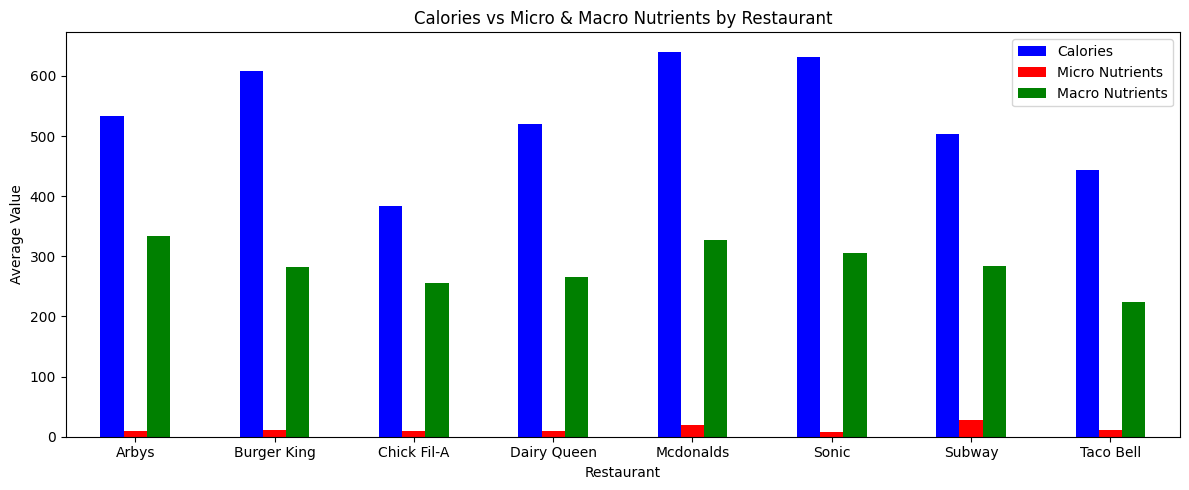 Calories vs Micro & Macro Nutrients by Restaurant
Calories
Micro Nutrients
Macro Nutrients
Average Value
600
500
400
300
200
100
0
Arbys Burger King Chick Fil-A Dairy Queen Mcdonalds Sonic Subway Taco Bell
Restaurant